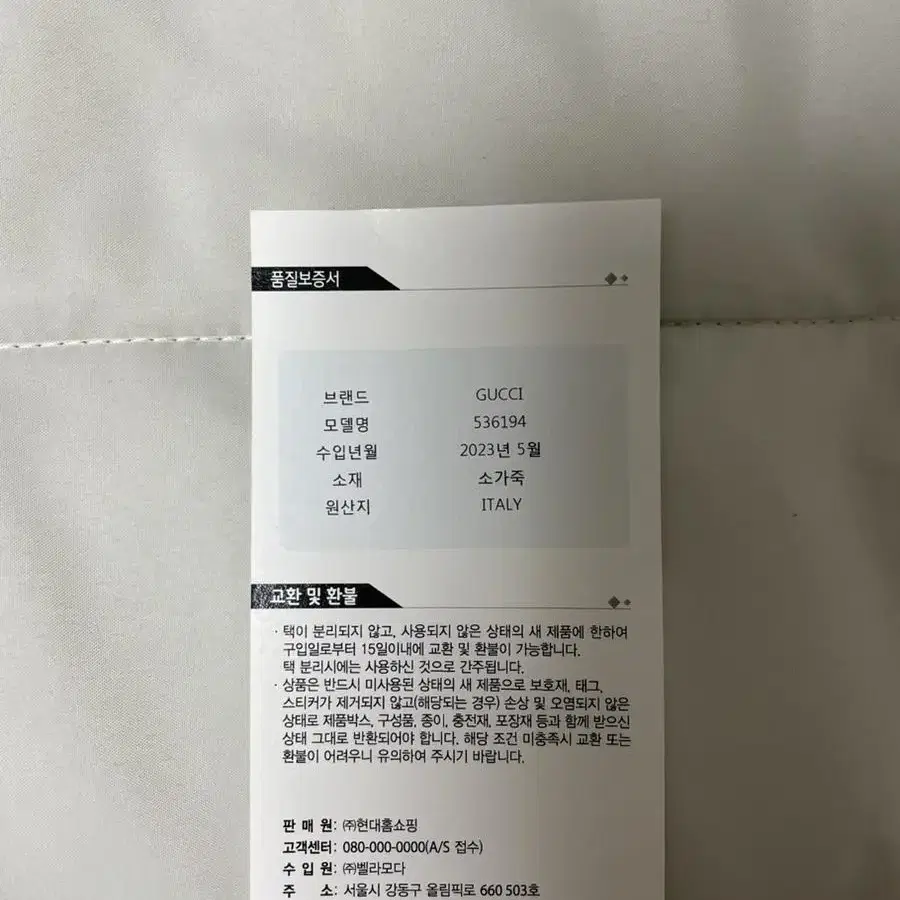 품질보증서
브랜드 GUCCI
모델명 536194
수입년월 2023년 5월
소재 소가죽
원산지 ITALY
교환 및 환불
· 택이 분리되지 않고, 사용되지 않은 상태의 새 제품에 한하여
구입일로부터 15일이내에 교환 및 환불이 가능합니다.
택 분리시에는 사용하신 것으로 간주됩니다.
· 상품은 반드시 미사용된 상태의 새 제품으로 보호재, 태그,
스티커가 제거되지 않고(해당되는 경우) 손상 및 오염되지 않은
상태로 제품박스, 구성품, 종이, 충전재, 포장재 등과 함께 받으신
상태 그대로 반환되어야 합니다. 해당 조건 미충족시 교환 또는
환불이 어려우니 유의하여 주시기 바랍니다.
판 매 원: ㈜현대홈쇼핑
고객센터: 080-000-0000(A/S 접수)
수 입 원: ㈜벨라모다
주 소: 서울시 강동구 올림픽로 660 503호